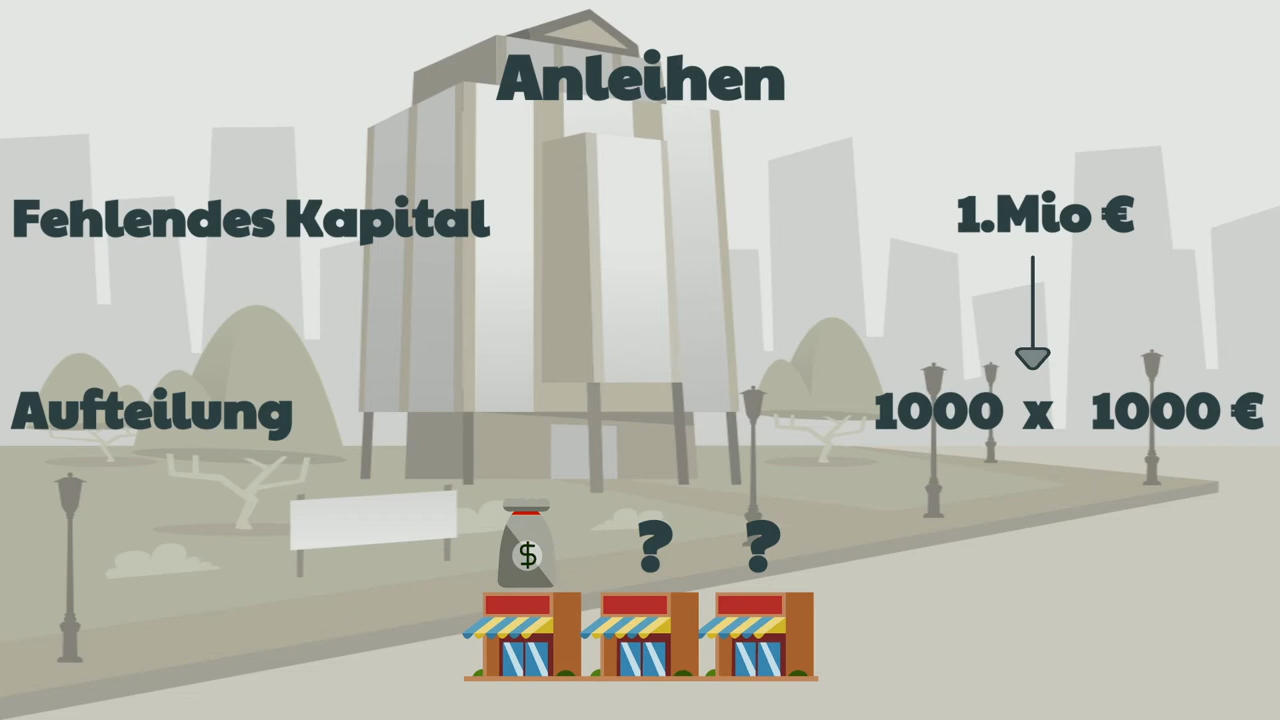 Anleihen
Fehlendes Kapital
1.Mio €
Aufteilung
1000 x 1000 €
$ ? ?